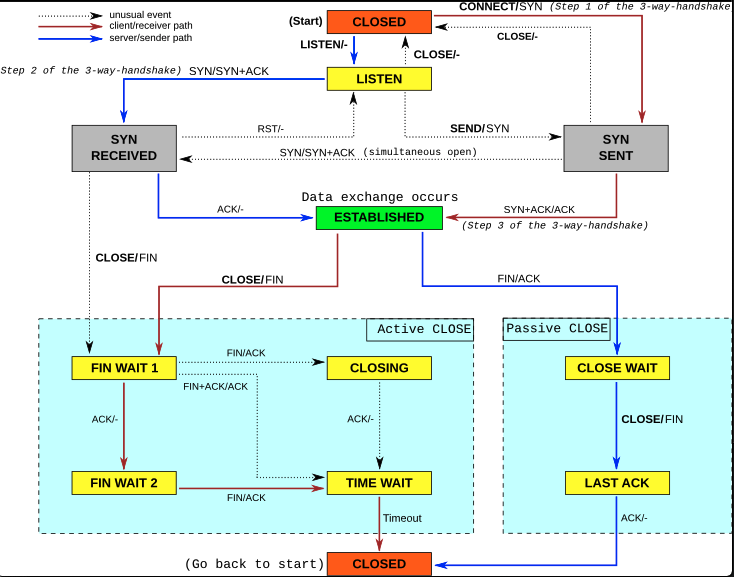 unusual event
client/receiver path
server/sender path
(Start)
CLOSED
CONNECT/SYN (Step 1 of the 3-way-handshake
LISTEN/-
CLOSE/-
CLOSE/-
Step 2 of the 3-way-handshake) SYN/SYN+ACK
LISTEN
SYN
RECEIVED
RST/-
SEND/SYN
SYN
SENT
SYN/SYN+ACK (simultaneous open)
Data exchange occurs
ACK/-
ESTABLISHED
SYN+ACK/ACK
(Step 3 of the 3-way-handshake)
CLOSE/FIN
CLOSE/FIN
FIN/ACK
Active CLOSE
Passive CLOSE
FIN WAIT 1
FIN/ACK
CLOSING
CLOSE WAIT
FIN+ACK/ACK
ACK/-
ACK/-
CLOSE/FIN
FIN WAIT 2
FIN/ACK
TIME WAIT
LAST ACK
Timeout
ACK/-
(Go back to start)
CLOSED